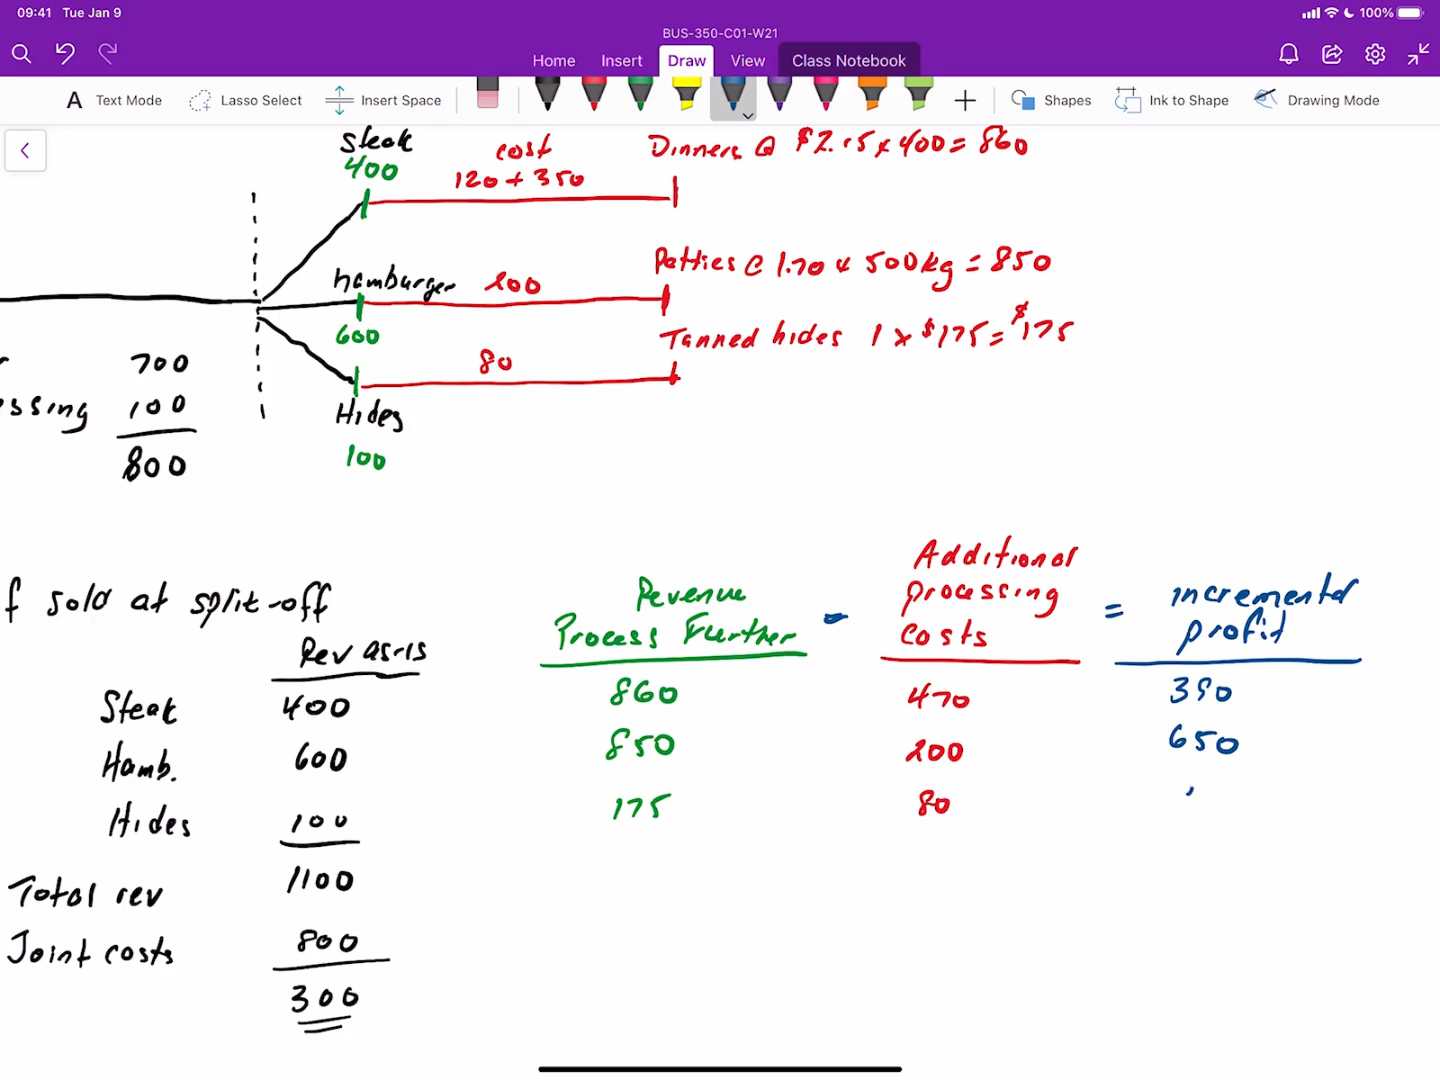 09:41 Tue Jan 9
100%
BUS-350-C01-W21
Home Insert Draw View Class Notebook
A Text Mode Lasso Select Insert Space Shapes Ink to Shape Drawing Mode
Steak
400
cost
120 + 350
Dinners @ $2.15 x 400 = 860
hamburger
200
Patties @ 1.70 x 500kg = 850
600
Tanned hides 1 x $175 = $175
80
Hides
100
700
essing 100
800
f sold at split-off
Rev as-is
Steak 400
Hamb. 600
Hides 100
Total rev 1100
Joint costs 800
300
Revenue
Process Further
-
Additional
processing
costs
=
incremental
profit
860 470 390
850 200 650
175 80